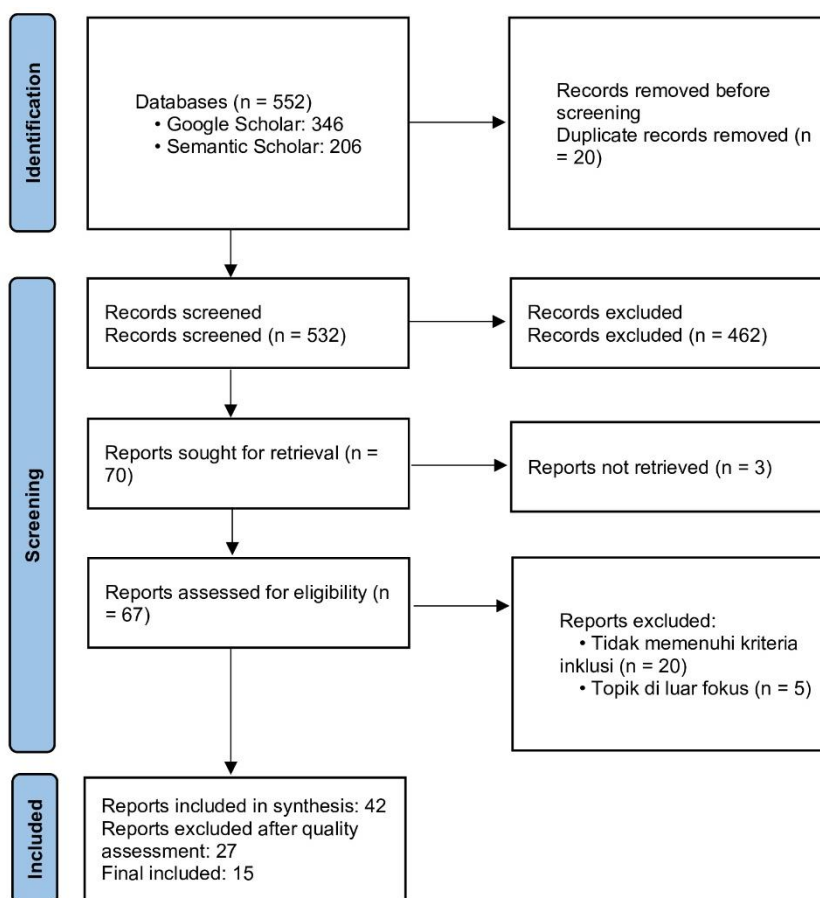 Identification
Databases (n = 552)
• Google Scholar: 346
• Semantic Scholar: 206
Records removed before
screening
Duplicate records removed (n
= 20)
Screening
Records screened
Records screened (n = 532)
Records excluded
Records excluded (n = 462)
Reports sought for retrieval (n =
70)
Reports not retrieved (n = 3)
Reports assessed for eligibility (n
= 67)
Reports excluded:
• Tidak memenuhi kriteria
inklusi (n = 20)
• Topik di luar fokus (n = 5)
Included
Reports included in synthesis: 42
Reports excluded after quality
assessment: 27
Final included: 15